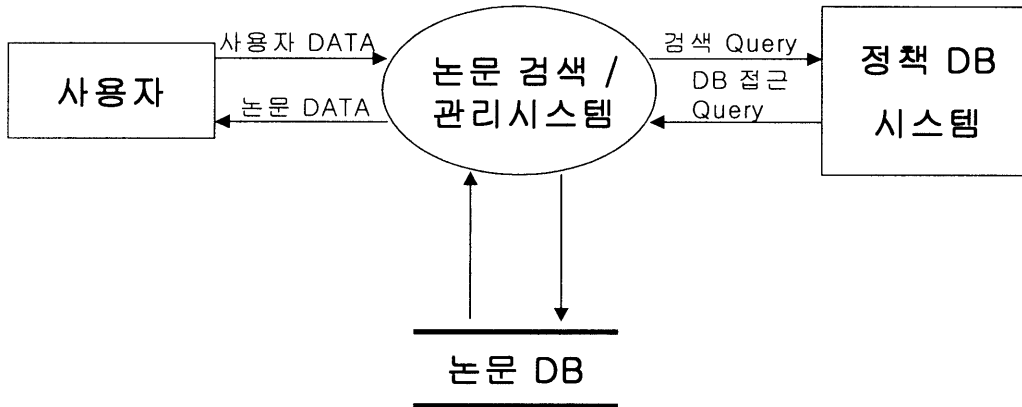 사용자
사용자 DATA
논문 DATA
논문 검색 /
관리시스템
검색 Query
DB 접근
Query
정책 DB
시스템
논문 DB